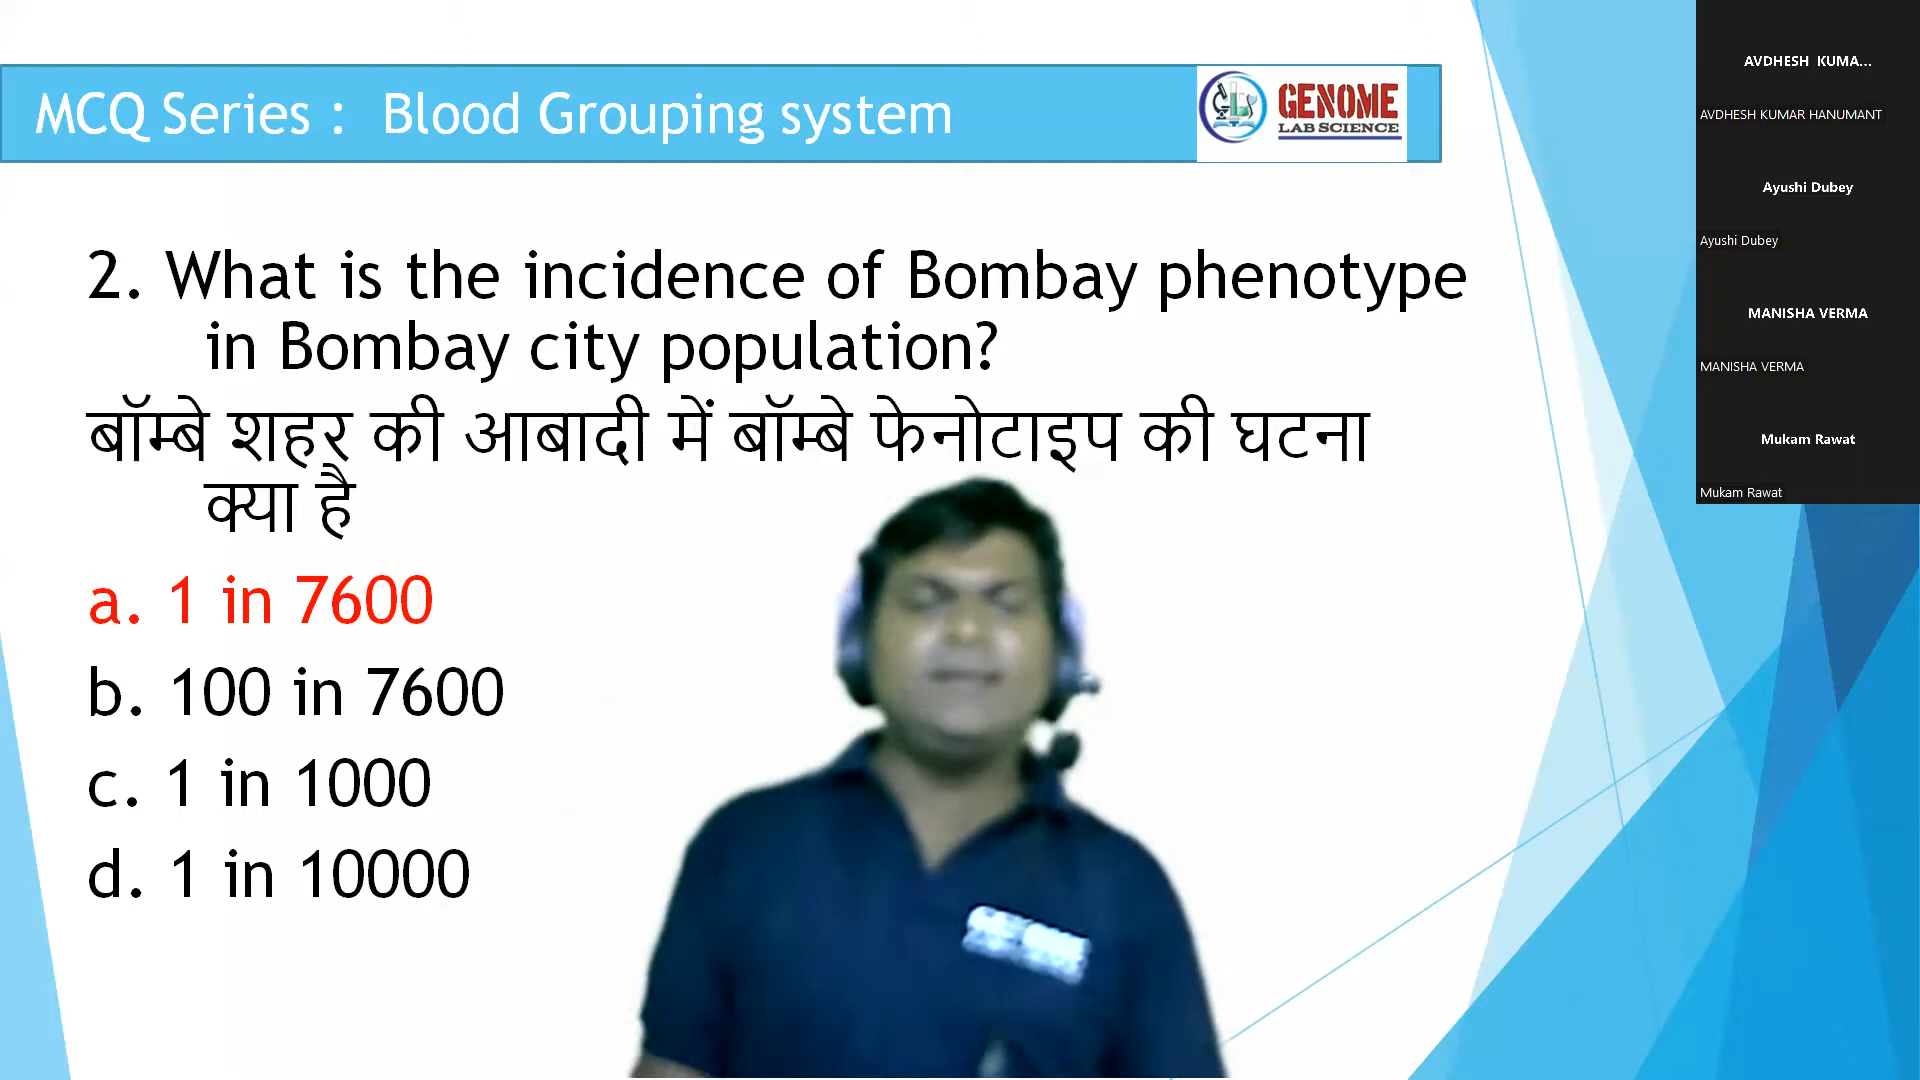 MCQ Series : Blood Grouping system
GENOME
LAB SCIENCE
2. What is the incidence of Bombay phenotype
in Bombay city population?
बॉम्बे शहर की आबादी में बॉम्बे फेनोटाइप की घटना
क्या है
a. 1 in 7600
b. 100 in 7600
c. 1 in 1000
d. 1 in 10000
AVDHESH KUMA...
AVDHESH KUMAR HANUMANT
Ayushi Dubey
Ayushi Dubey
MANISHA VERMA
MANISHA VERMA
Mukam Rawat
Mukam Rawat